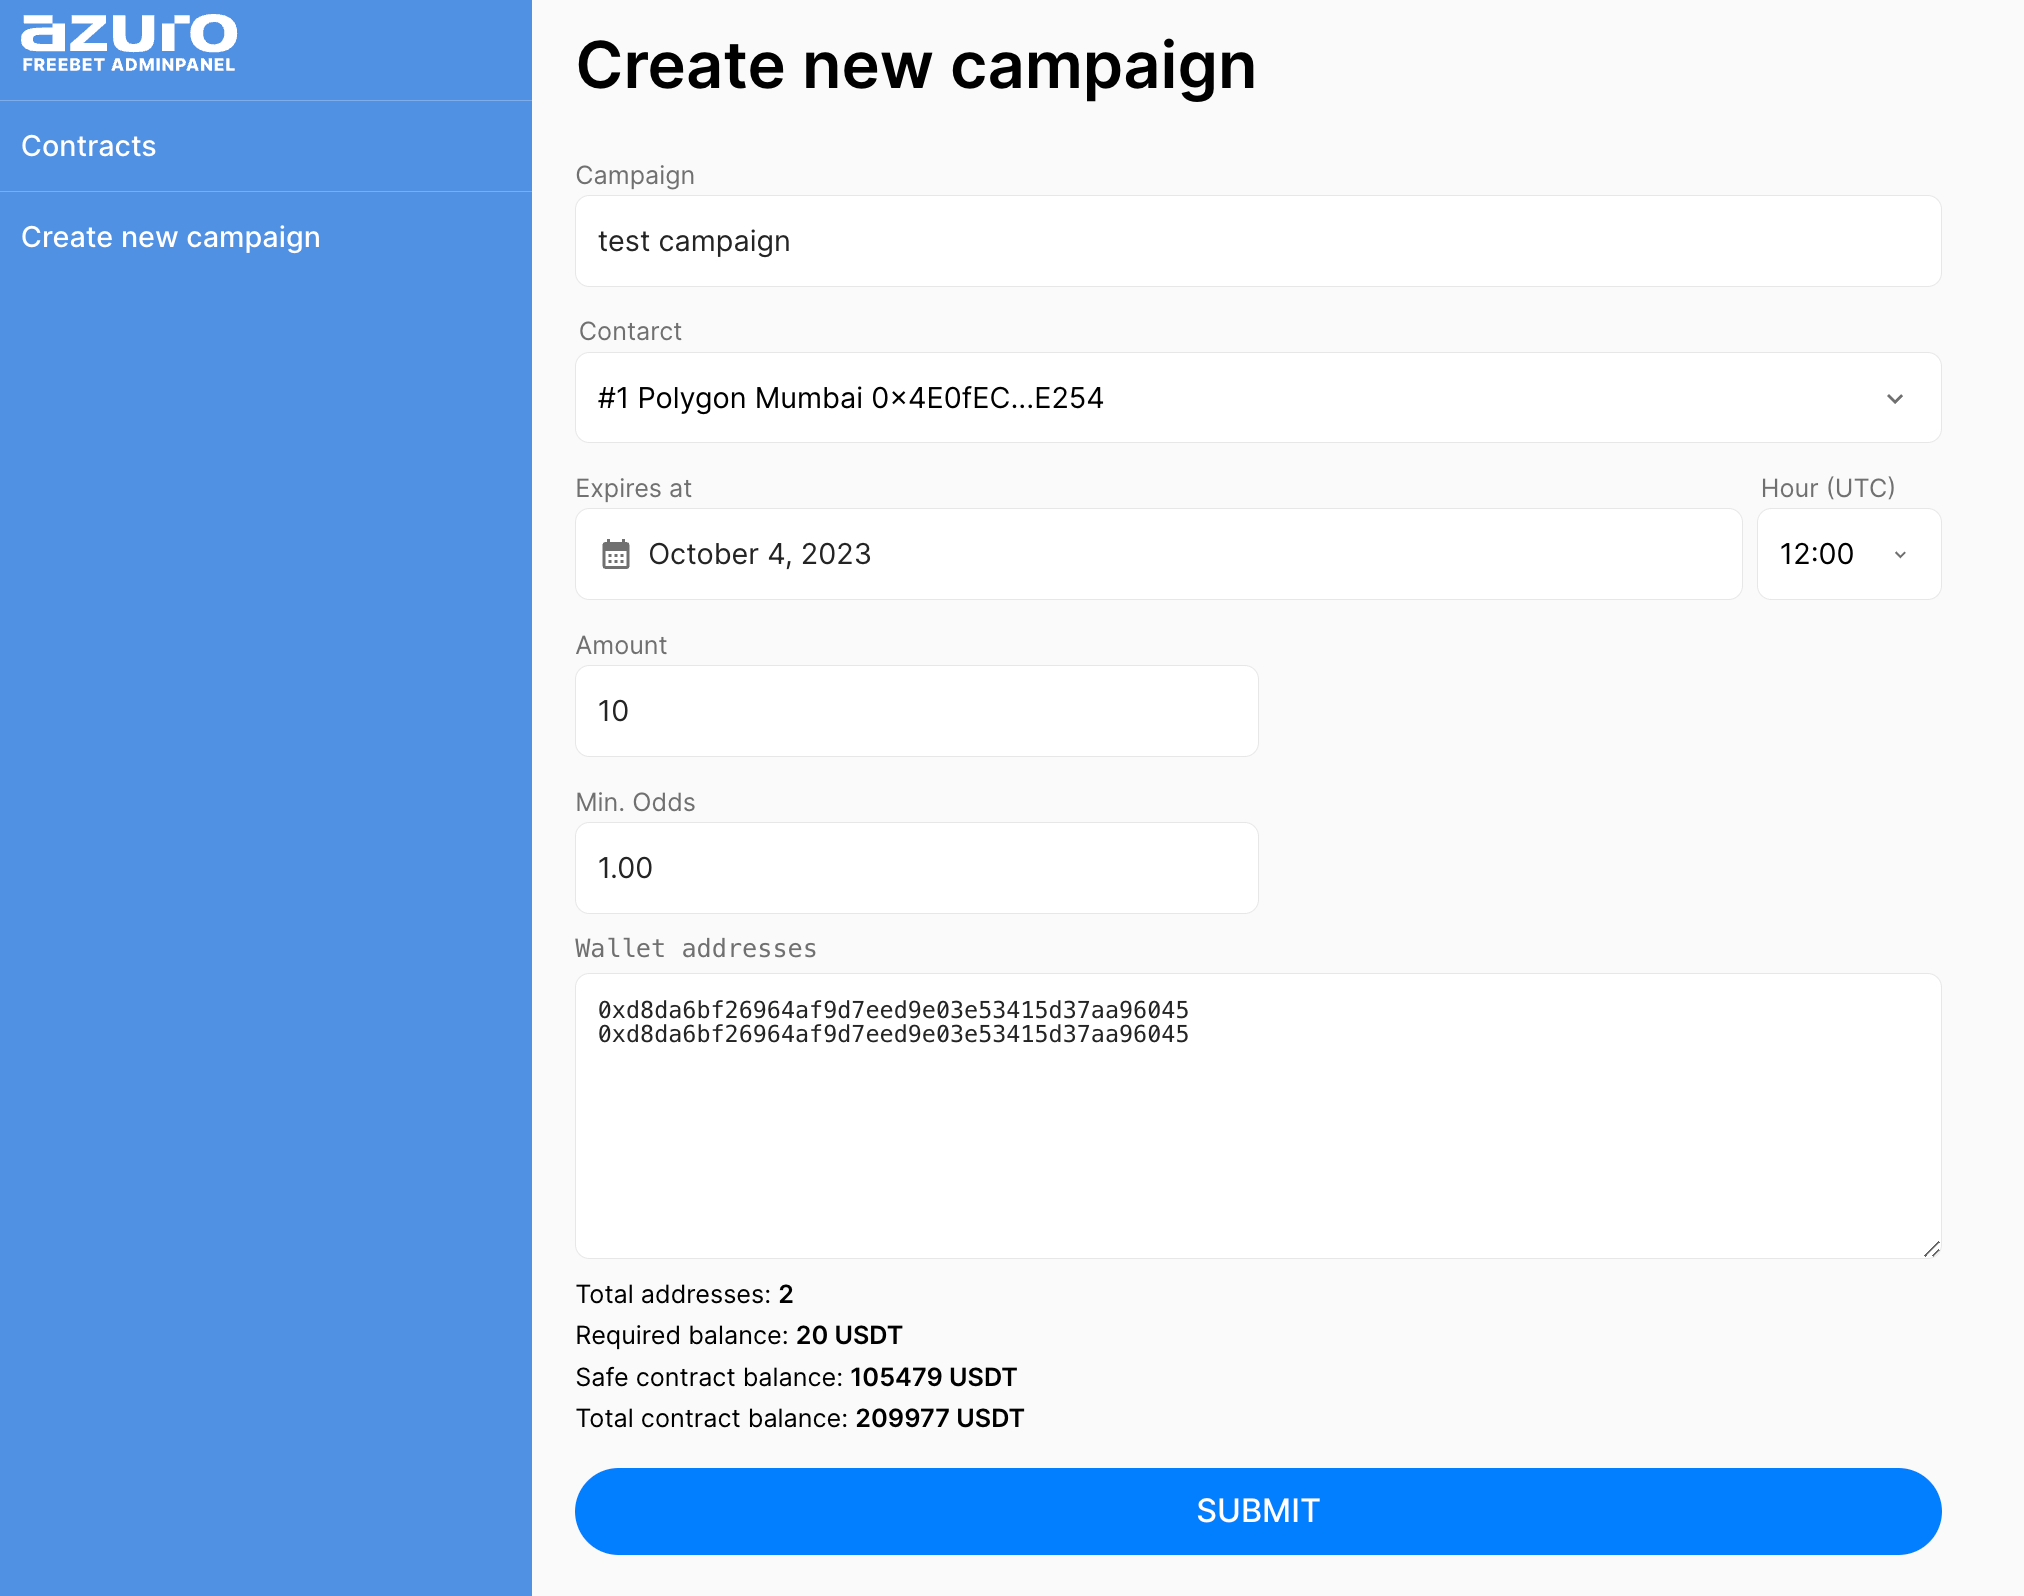 azuro
FREEBET ADMINPANEL
Contracts
Create new campaign
Create new campaign
Campaign
test campaign
Contarct
#1 Polygon Mumbai 0×4E0fEC...E254
Expires at
Hour (UTC)
October 4, 2023
12:00
Amount
10
Min. Odds
1.00
Wallet addresses
0xd8da6bf26964af9d7eed9e03e53415d37aa96045
0xd8da6bf26964af9d7eed9e03e53415d37aa96045
Total addresses: 2
Required balance: 20 USDT
Safe contract balance: 105479 USDT
Total contract balance: 209977 USDT
SUBMIT